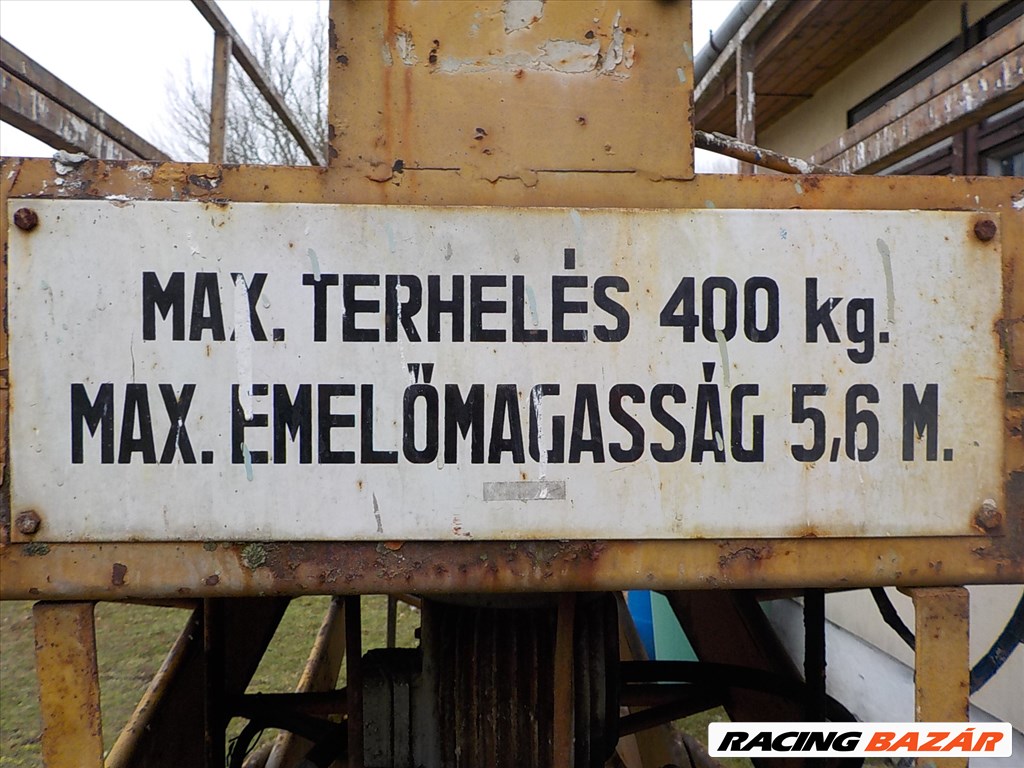 MAX. TERHELÉS 400 kg.
MAX. EMELŐMAGASSÁG 5,6 M.
RACING BAZÁR